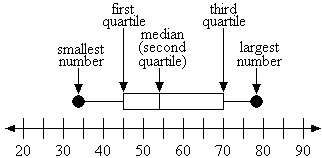 first
quartile
third
quartile
smallest
number
median
(second
quartile)
largest
number
20 30 40 50 60 70 80 90